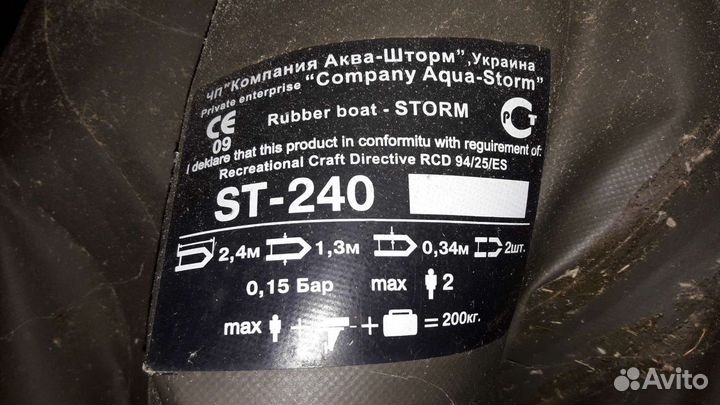 ЧП "Компания Аква-Шторм", Украина
Private enterprise "Company Aqua-Storm"
Rubber boat - STORM
CE
09
РСТ
I deklare that this product in conformitu with reguirement of:
Recreational Craft Directive RCD 94/25/ES
ST-240
2,4м 1,3м 0,34м 2шт.
0,15 Бар max 2
max + + = 200кг.
Avito